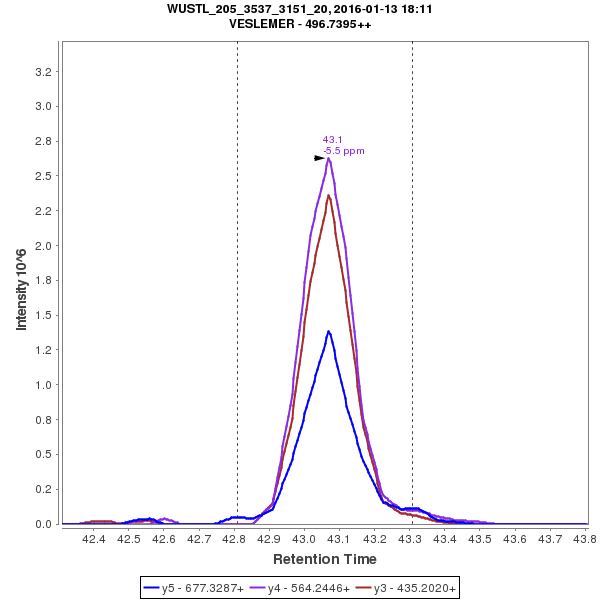 WUSTL_205_3537_3151_20, 2016-01-13 18:11
VESLEMER - 496.7395++
3.2
3.0
2.8
2.5
2.2
2.0
1.8
1.5
1.2
1.0
0.8
0.5
0.2
0.0
Intensity 10^6
43.1
-5.5 ppm
42.4 42.5 42.6 42.7 42.8 42.9 43.0 43.1 43.2 43.3 43.4 43.5 43.6 43.7 43.8
Retention Time
y5 - 677.3287+ y4 - 564.2446+ y3 - 435.2020+